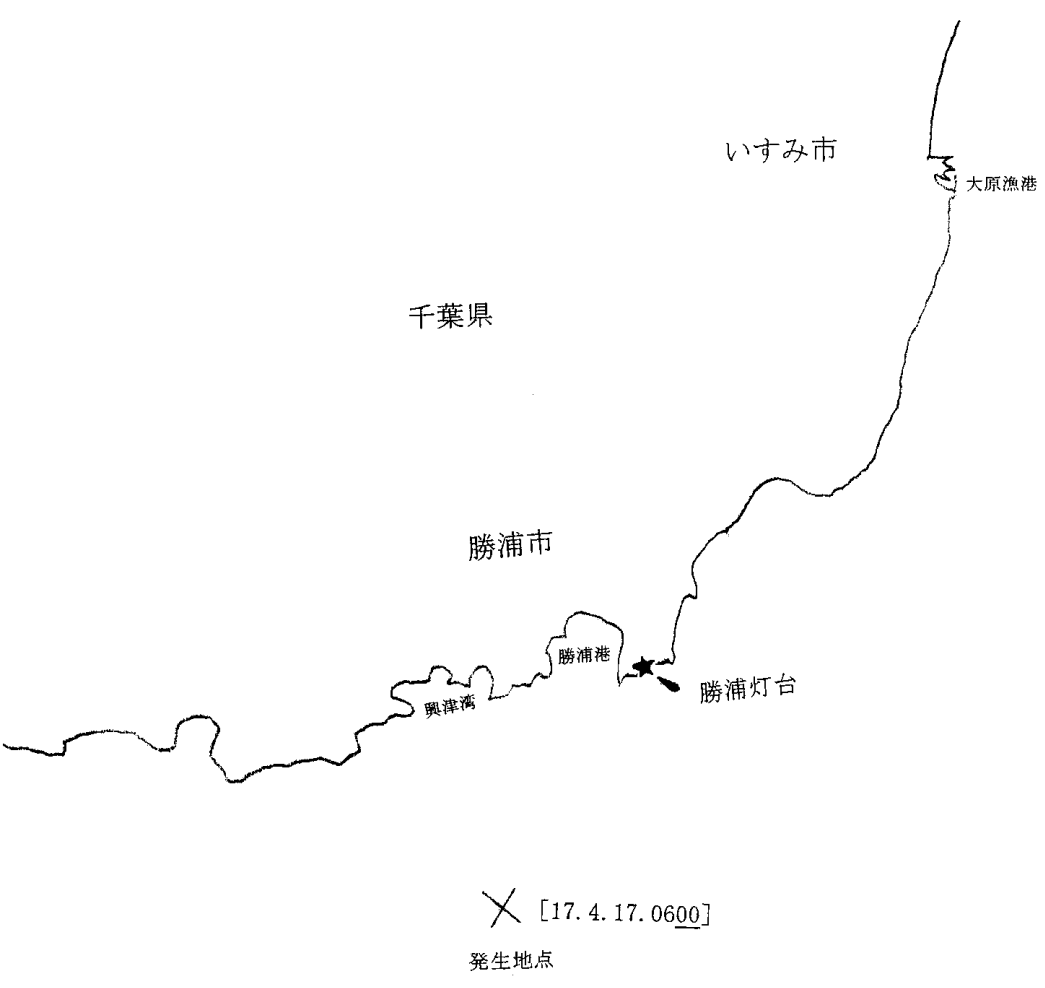 いすみ市
大原漁港
千葉県
勝浦市
勝浦港
興津湾
勝浦灯台
[17.4.17.0600]
発生地点